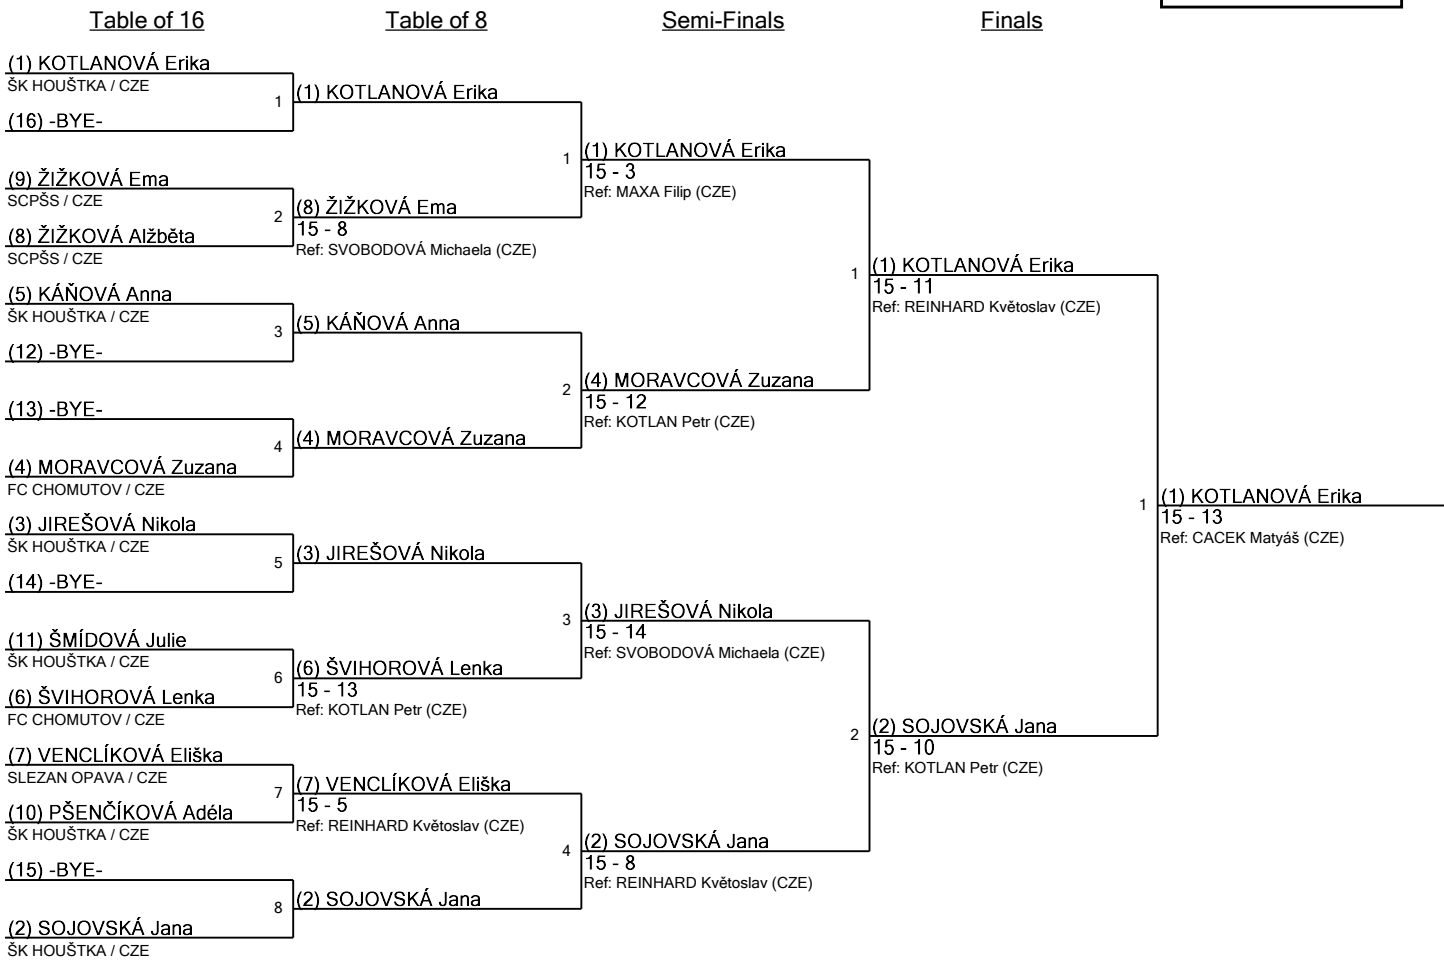 Table of 16
Table of 8
Semi-Finals
Finals
(1) KOTLANOVÁ Erika
ŠK HOUŠTKA / CZE
1
(16) -BYE-
(9) ŽIŽKOVÁ Ema
SCPŠS / CZE
2
(8) ŽIŽKOVÁ Alžběta
SCPŠS / CZE
(5) KÁŇOVÁ Anna
ŠK HOUŠTKA / CZE
3
(12) -BYE-
(13) -BYE-
4
(4) MORAVCOVÁ Zuzana
FC CHOMUTOV / CZE
(3) JIREŠOVÁ Nikola
ŠK HOUŠTKA / CZE
5
(14) -BYE-
(11) ŠMÍDOVÁ Julie
ŠK HOUŠTKA / CZE
6
(6) ŠVIHOROVÁ Lenka
FC CHOMUTOV / CZE
(7) VENCLÍKOVÁ Eliška
SLEZAN OPAVA / CZE
7
(10) PŠENČÍKOVÁ Adéla
ŠK HOUŠTKA / CZE
(15) -BYE-
8
(2) SOJOVSKÁ Jana
ŠK HOUŠTKA / CZE
(1) KOTLANOVÁ Erika
1
(8) ŽIŽKOVÁ Ema
15 - 8
Ref: SVOBODOVÁ Michaela (CZE)
(5) KÁŇOVÁ Anna
2
(4) MORAVCOVÁ Zuzana
(3) JIREŠOVÁ Nikola
3
(6) ŠVIHOROVÁ Lenka
15 - 13
Ref: KOTLAN Petr (CZE)
(7) VENCLÍKOVÁ Eliška
15 - 5
Ref: REINHARD Květoslav (CZE)
4
(2) SOJOVSKÁ Jana
(1) KOTLANOVÁ Erika
15 - 3
Ref: MAXA Filip (CZE)
1
(4) MORAVCOVÁ Zuzana
15 - 12
Ref: KOTLAN Petr (CZE)
(3) JIREŠOVÁ Nikola
15 - 14
Ref: SVOBODOVÁ Michaela (CZE)
2
(2) SOJOVSKÁ Jana
15 - 8
Ref: REINHARD Květoslav (CZE)
(1) KOTLANOVÁ Erika
15 - 11
Ref: REINHARD Květoslav (CZE)
1
(2) SOJOVSKÁ Jana
15 - 10
Ref: KOTLAN Petr (CZE)
(1) KOTLANOVÁ Erika
15 - 13
Ref: CACEK Matyáš (CZE)